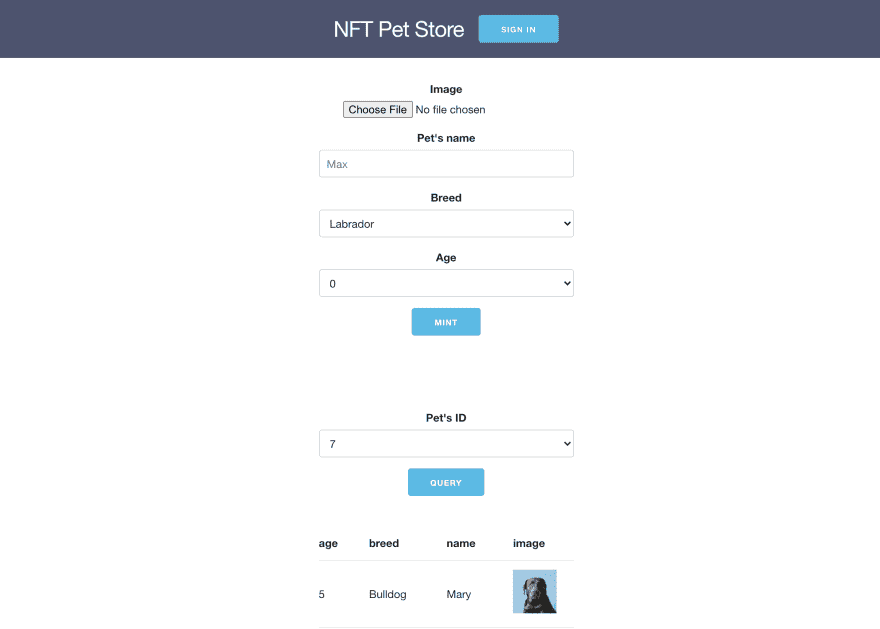 NFT Pet Store SIGN IN
Image
Choose File No file chosen
Pet's name
Max
Breed
Labrador
Age
0
MINT
Pet's ID
7
QUERY
age breed name image
5 Bulldog Mary